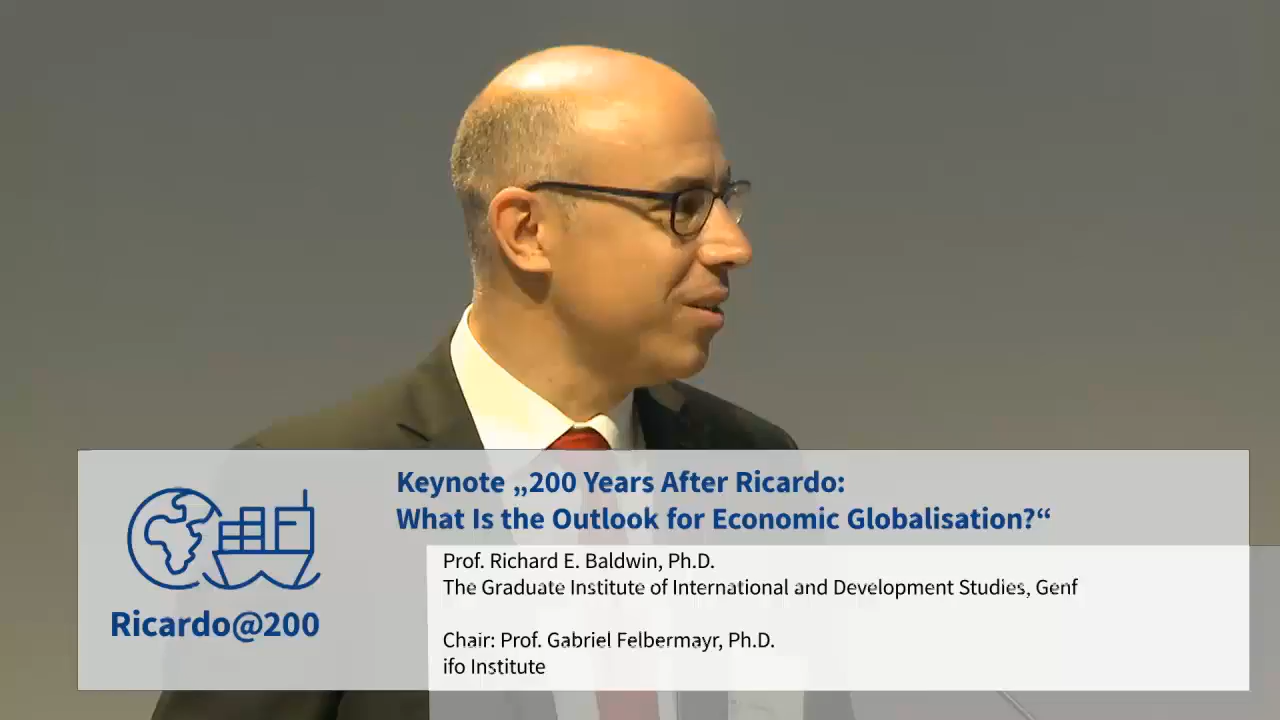 Keynote „200 Years After Ricardo:
What Is the Outlook for Economic Globalisation?“
Prof. Richard E. Baldwin, Ph.D.
The Graduate Institute of International and Development Studies, Genf
Chair: Prof. Gabriel Felbermayr, Ph.D.
ifo Institute
Ricardo@200